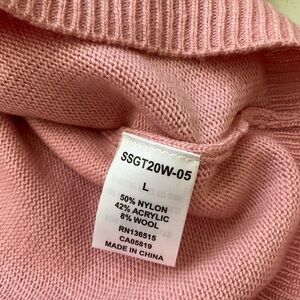 SSGT20W-05
L
50% NYLON
42% ACRYLIC
8% WOOL
RN136515
CA05819
MADE IN CHINA